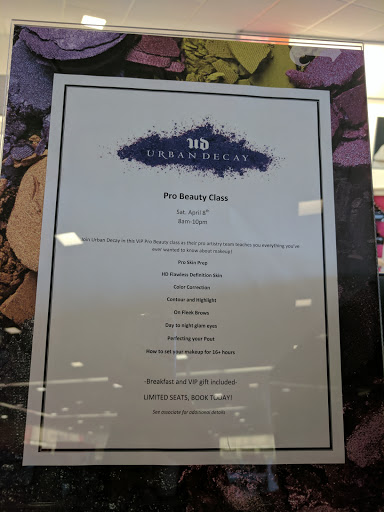 UD
URBAN DECAY
Pro Beauty Class
Sat, April 8th
8am-10pm
Join Urban Decay in this VIP Pro Beauty class as their pro artistry team teaches you everything you've
ever wanted to know about makeup!
Pro Skin Prep
HD Flawless Definition Skin
Color Correction
Contour and Highlight
On Fleek Brows
Day to night glam eyes
Perfecting your Pout
How to set your makeup for 16+ hours
-Breakfast and VIP gift included-
LIMITED SEATS, BOOK TODAY!
See associate for additional details